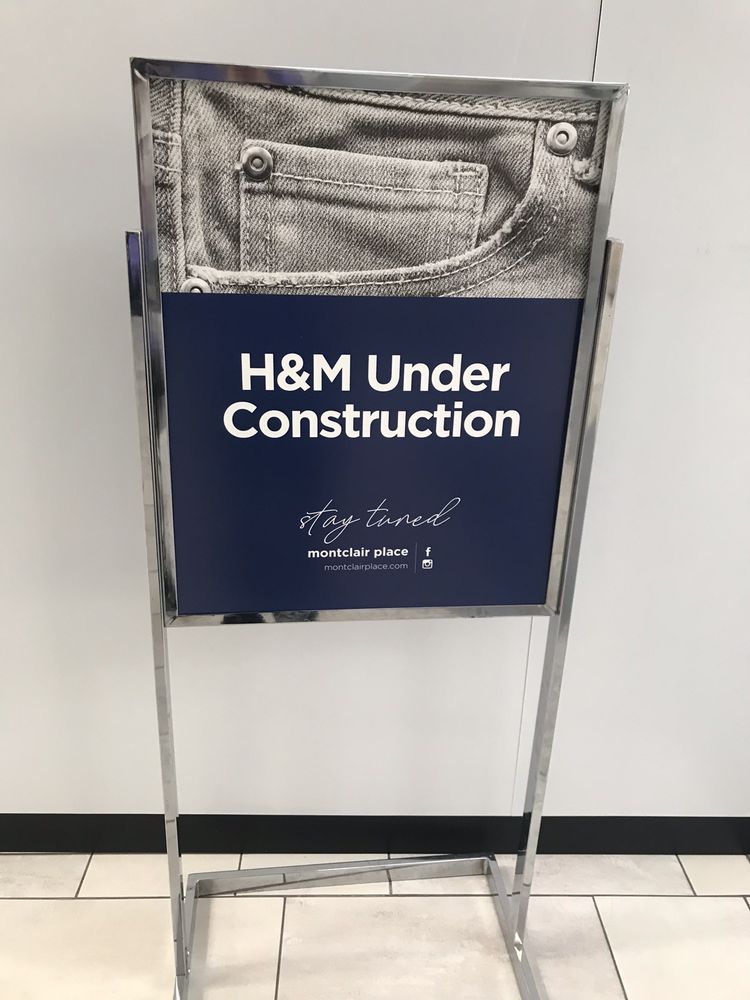 H&M Under
Construction
stay tuned
montclair place
montclairplace.com